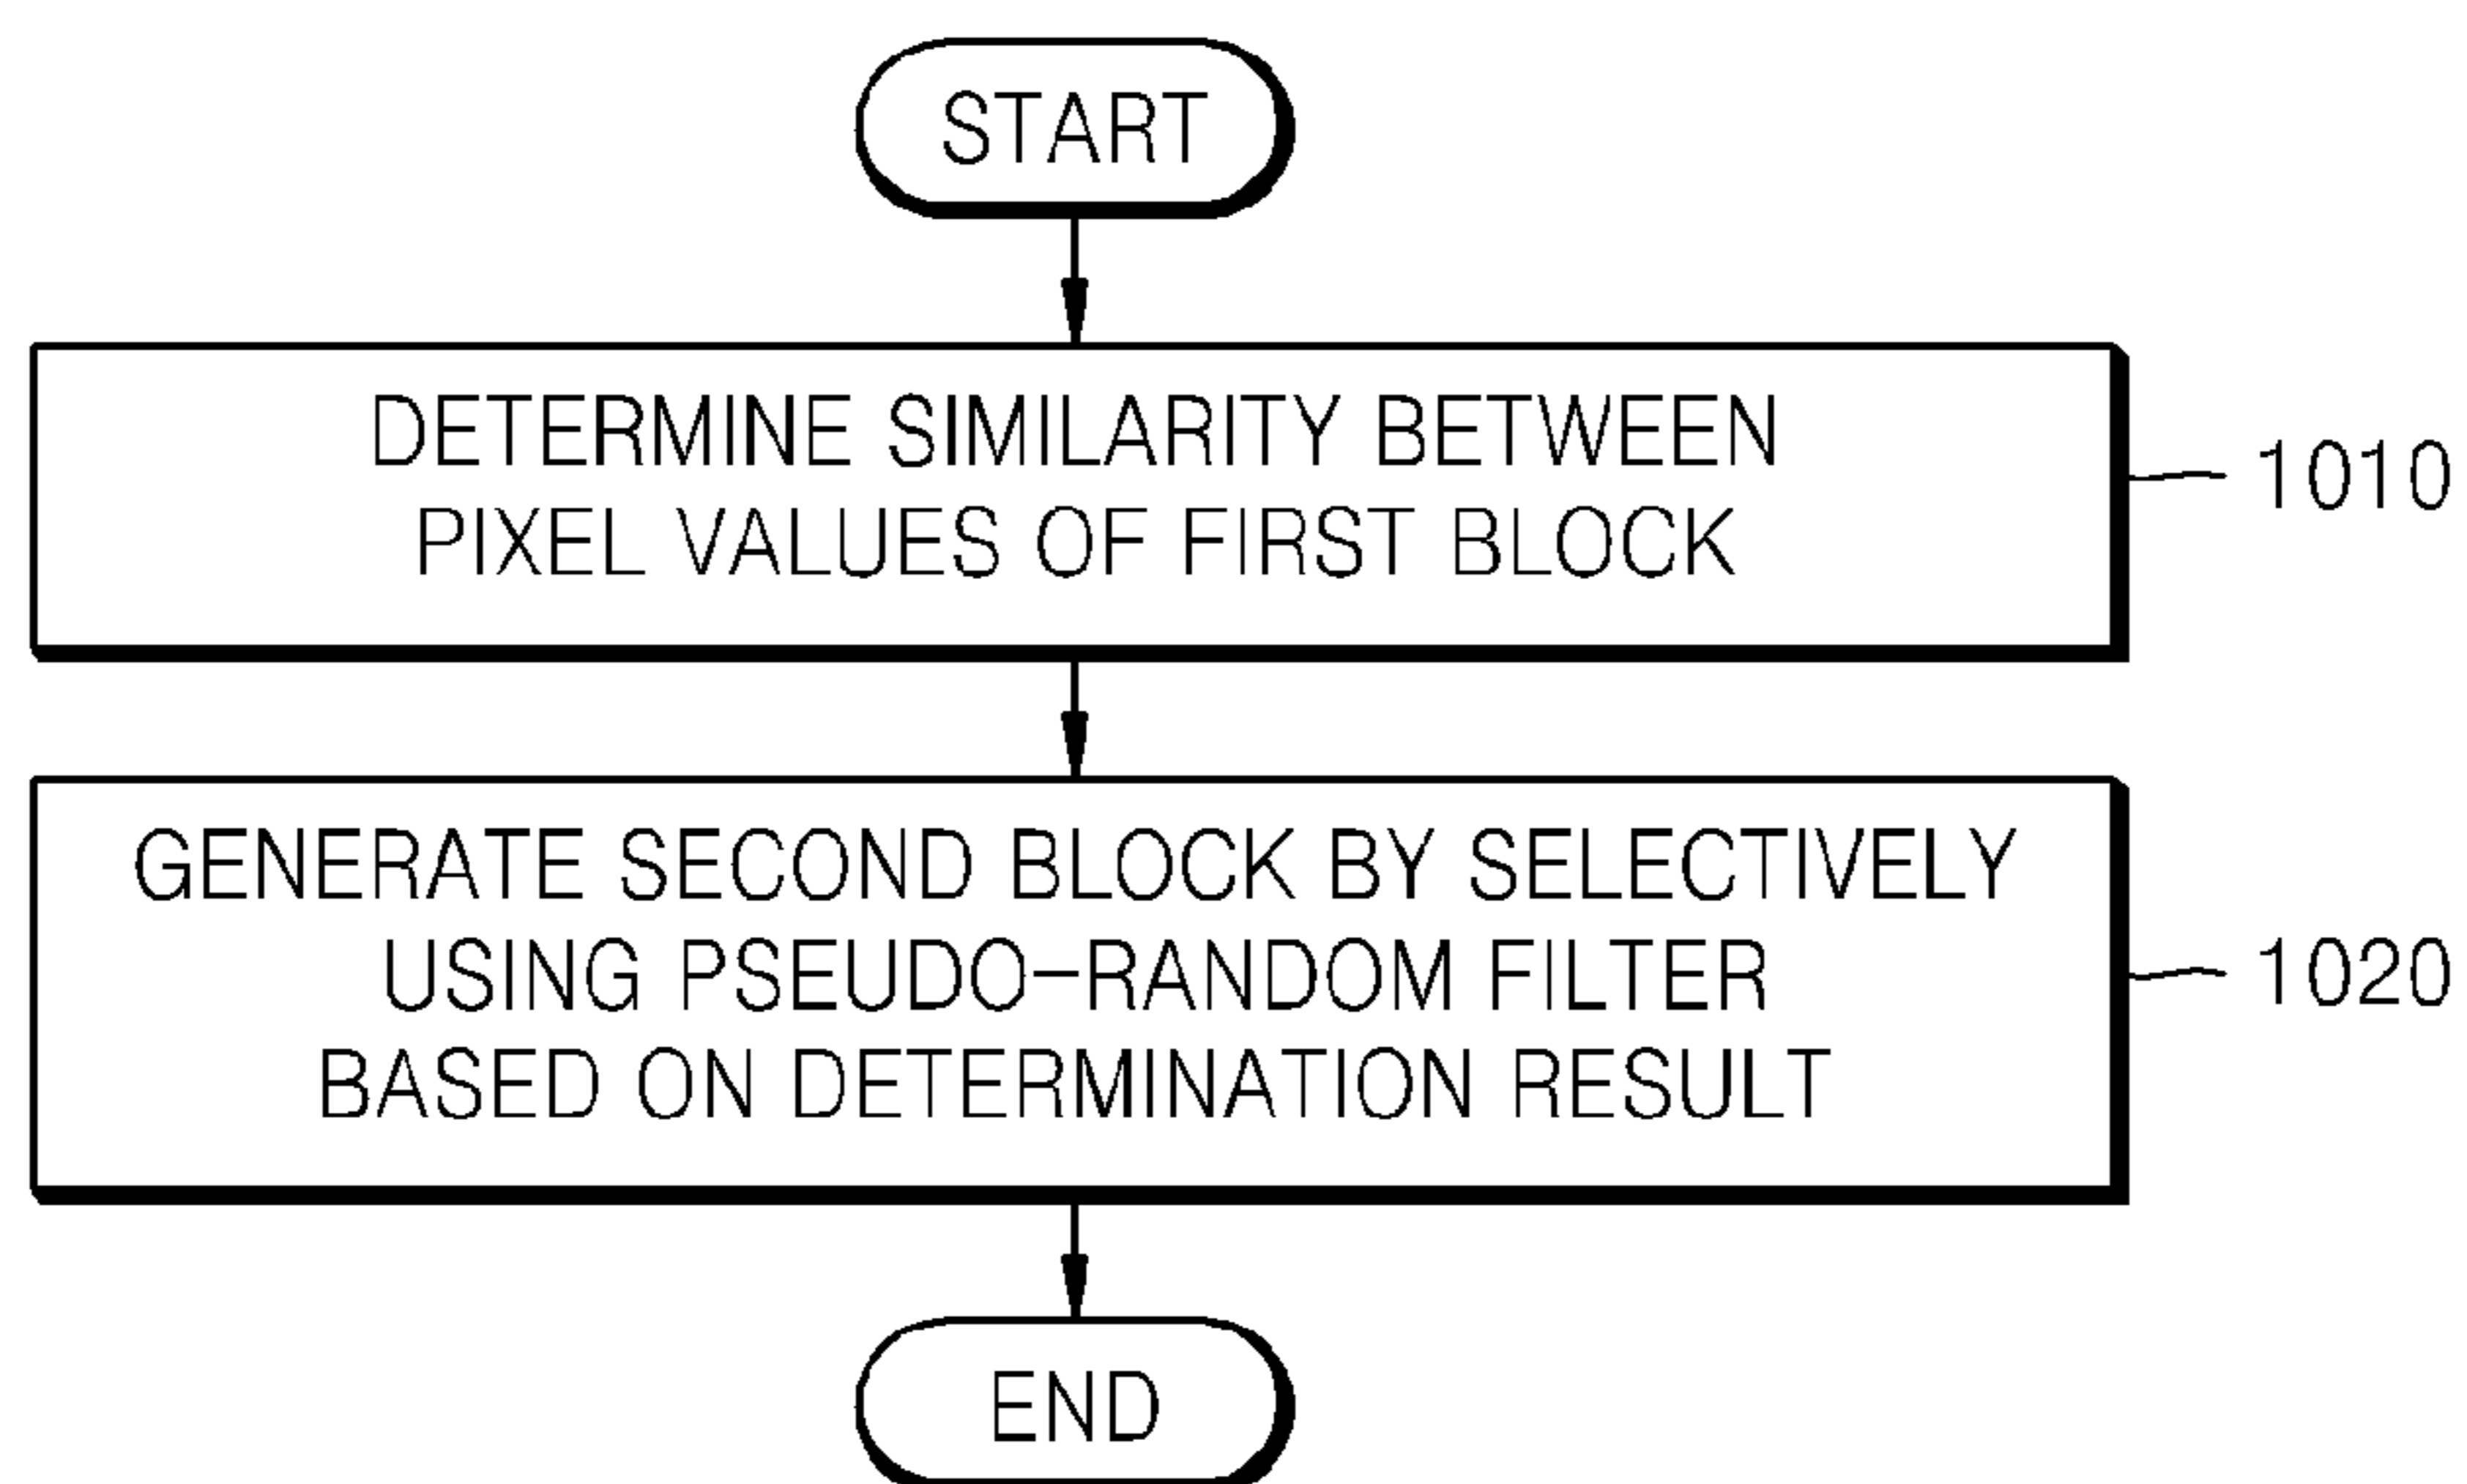 START
DETERMINE SIMILARITY BETWEEN
PIXEL VALUES OF FIRST BLOCK
1010
GENERATE SECOND BLOCK BY SELECTIVELY
USING PSEUDO-RANDOM FILTER
BASED ON DETERMINATION RESULT
1020
END